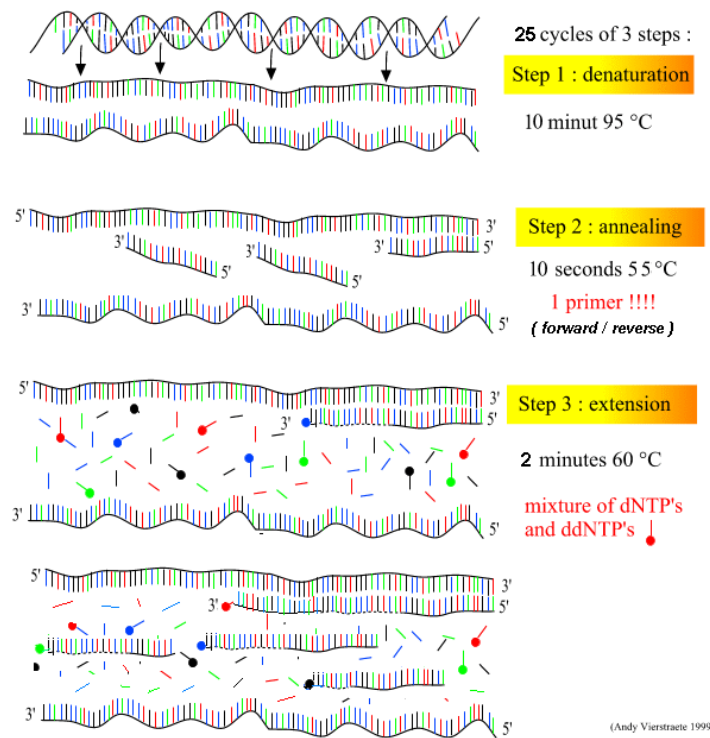 25 cycles of 3 steps :
Step 1 : denaturation
10 minut 95 °C
5'
3'
Step 2 : annealing
3'
3'
5'
5'
3'
5'
10 seconds 55 °C
1 primer !!!!
( forward / reverse )
3'
5'
5'
3'
Step 3 : extension
3'
5'
2 minutes 60 °C
mixture of dNTP's
and ddNTP's
3'
5'
5'
3'
3'
5'
3'
5'
(Andy Vierstraete 1999